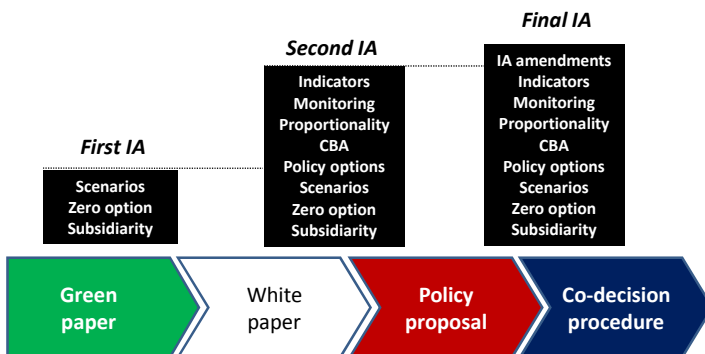 First IA
Scenarios
Zero option
Subsidiarity
Second IA
Indicators
Monitoring
Proportionality
CBA
Policy options
Scenarios
Zero option
Subsidiarity
Final IA
IA amendments
Indicators
Monitoring
Proportionality
CBA
Policy options
Scenarios
Zero option
Subsidiarity
Green
paper
White
paper
Policy
proposal
Co-decision
procedure